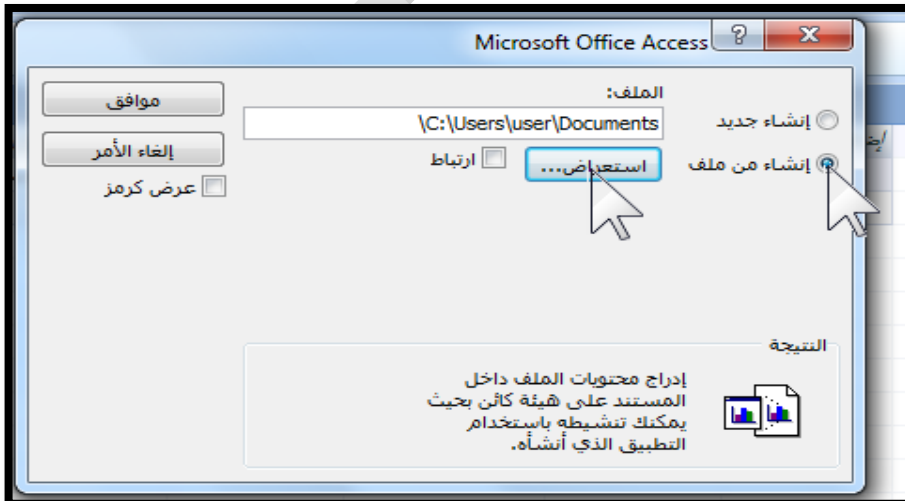 Microsoft Office Access
الملف:
إنشاء جديد
C:\Users\user\Documents\
موافق
إنشاء من ملف
استعراض...
ارتباط
إلغاء الأمر
عرض كرمز
النتيجة
إدراج محتويات الملف داخل
المستند على هيئة كائن بحيث
يمكنك تنشيطه باستخدام
التطبيق الذي أنشأه.